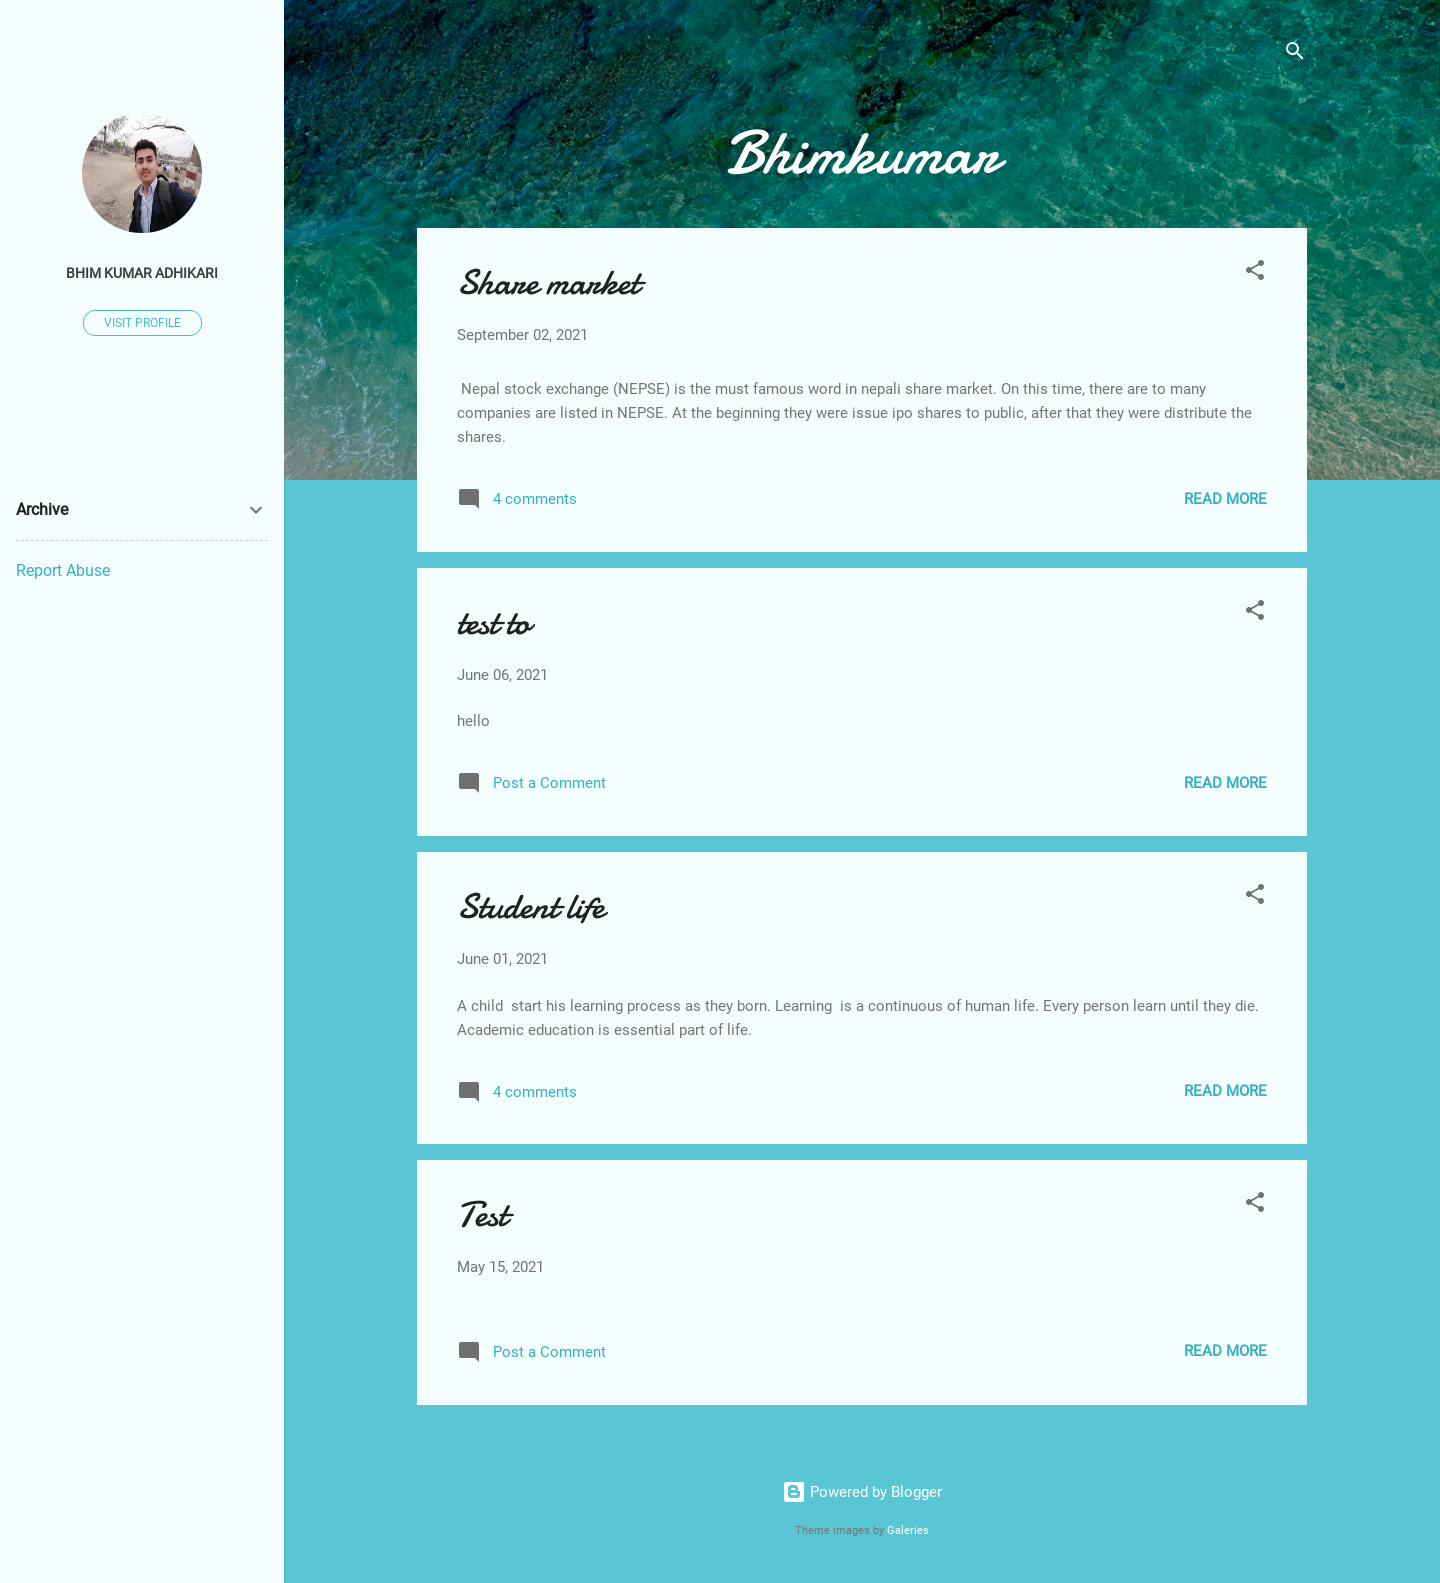 BHIM KUMAR ADHIKARI
VISIT PROFILE
Archive
Report Abuse
Bhimkumar
Share market
September 02, 2021
Nepal stock exchange (NEPSE) is the must famous word in nepali share market. On this time, there are to many
companies are listed in NEPSE. At the beginning they were issue ipo shares to public, after that they were distribute the
shares.
4 comments
READ MORE
test to
June 06, 2021
hello
Post a Comment
READ MORE
Student life
June 01, 2021
A child  start his learning process as they born. Learning  is a continuous of human life. Every person learn until they die.
Academic education is essential part of life.
4 comments
READ MORE
Test
May 15, 2021
Post a Comment
READ MORE
Powered by Blogger
Theme images by Galeries